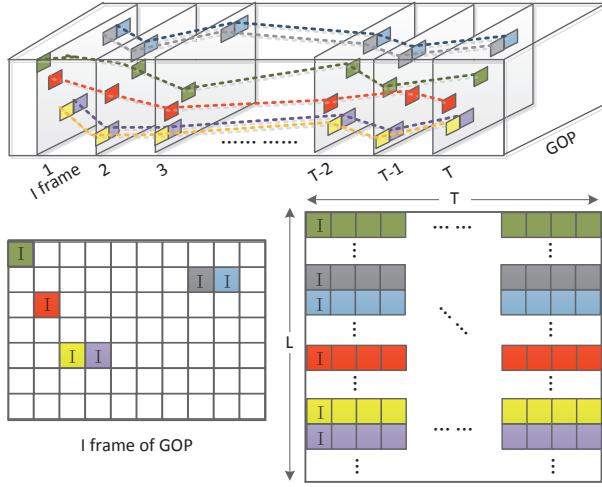 1
I frame
2
3
... ... ...
T-2
T-1
T
GOP
T
L
I
... ...
I
I
I
I
I
I
I
I
I
I
I
... ...
I frame of GOP